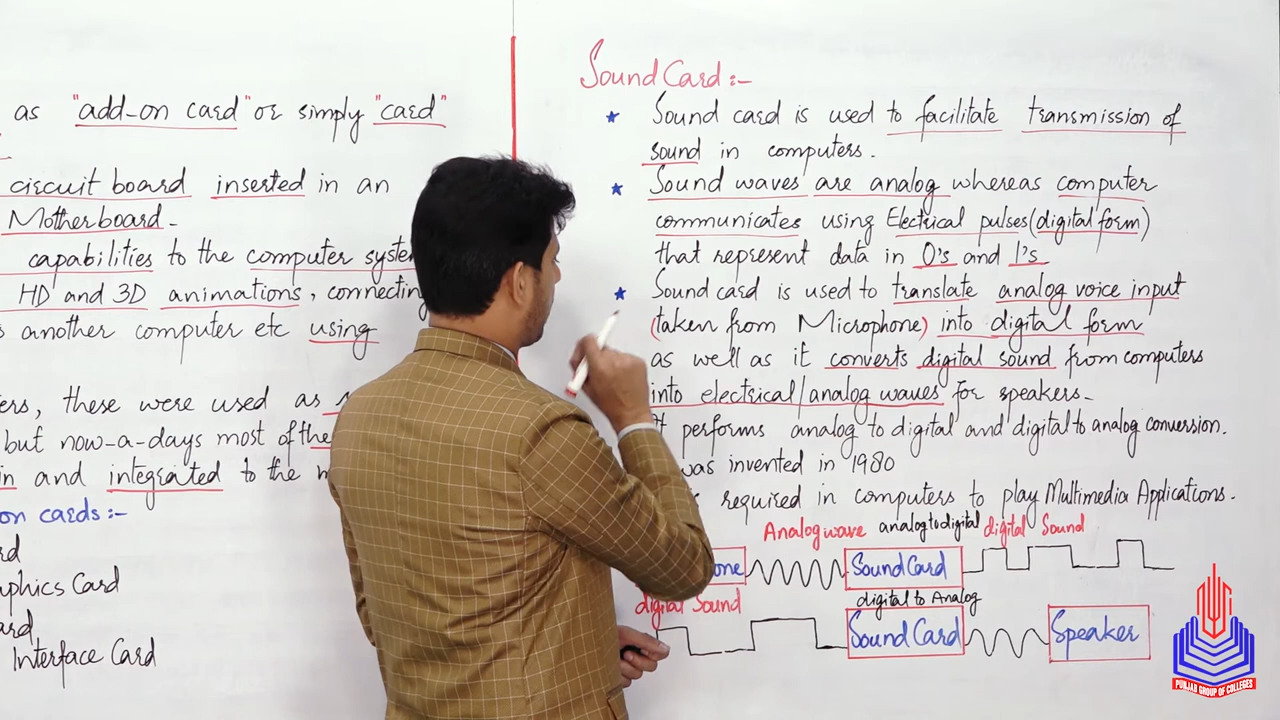 as "add-on card" or simply "card"
circuit board inserted in an
Motherboard-
capabilities to the computer system
HD and 3D animations, connecting
another computer etc using
these were used as
but now-a-days most of the
and integrated to the
on cards:-
Graphics Card
Interface Card
Sound Card:-
Sound card is used to facilitate transmission of
sound in computers.
Sound waves are analog whereas computer
communicates using Electrical pulses (digital form)
that represent data in 0's and 1's
Sound card is used to translate analog voice input
(taken from Microphone) into digital form
as well as it converts digital sound from computers
into electrical/analog waves for speakers-
It performs analog to digital and digital to analog conversion.
was invented in 1980
required in computers to play Multimedia Applications.
Analog wave analog to digital digital Sound
Sound Card
digital Sound digital to Analog
Sound Card Speaker
PUNJAB GROUP OF COLLEGES